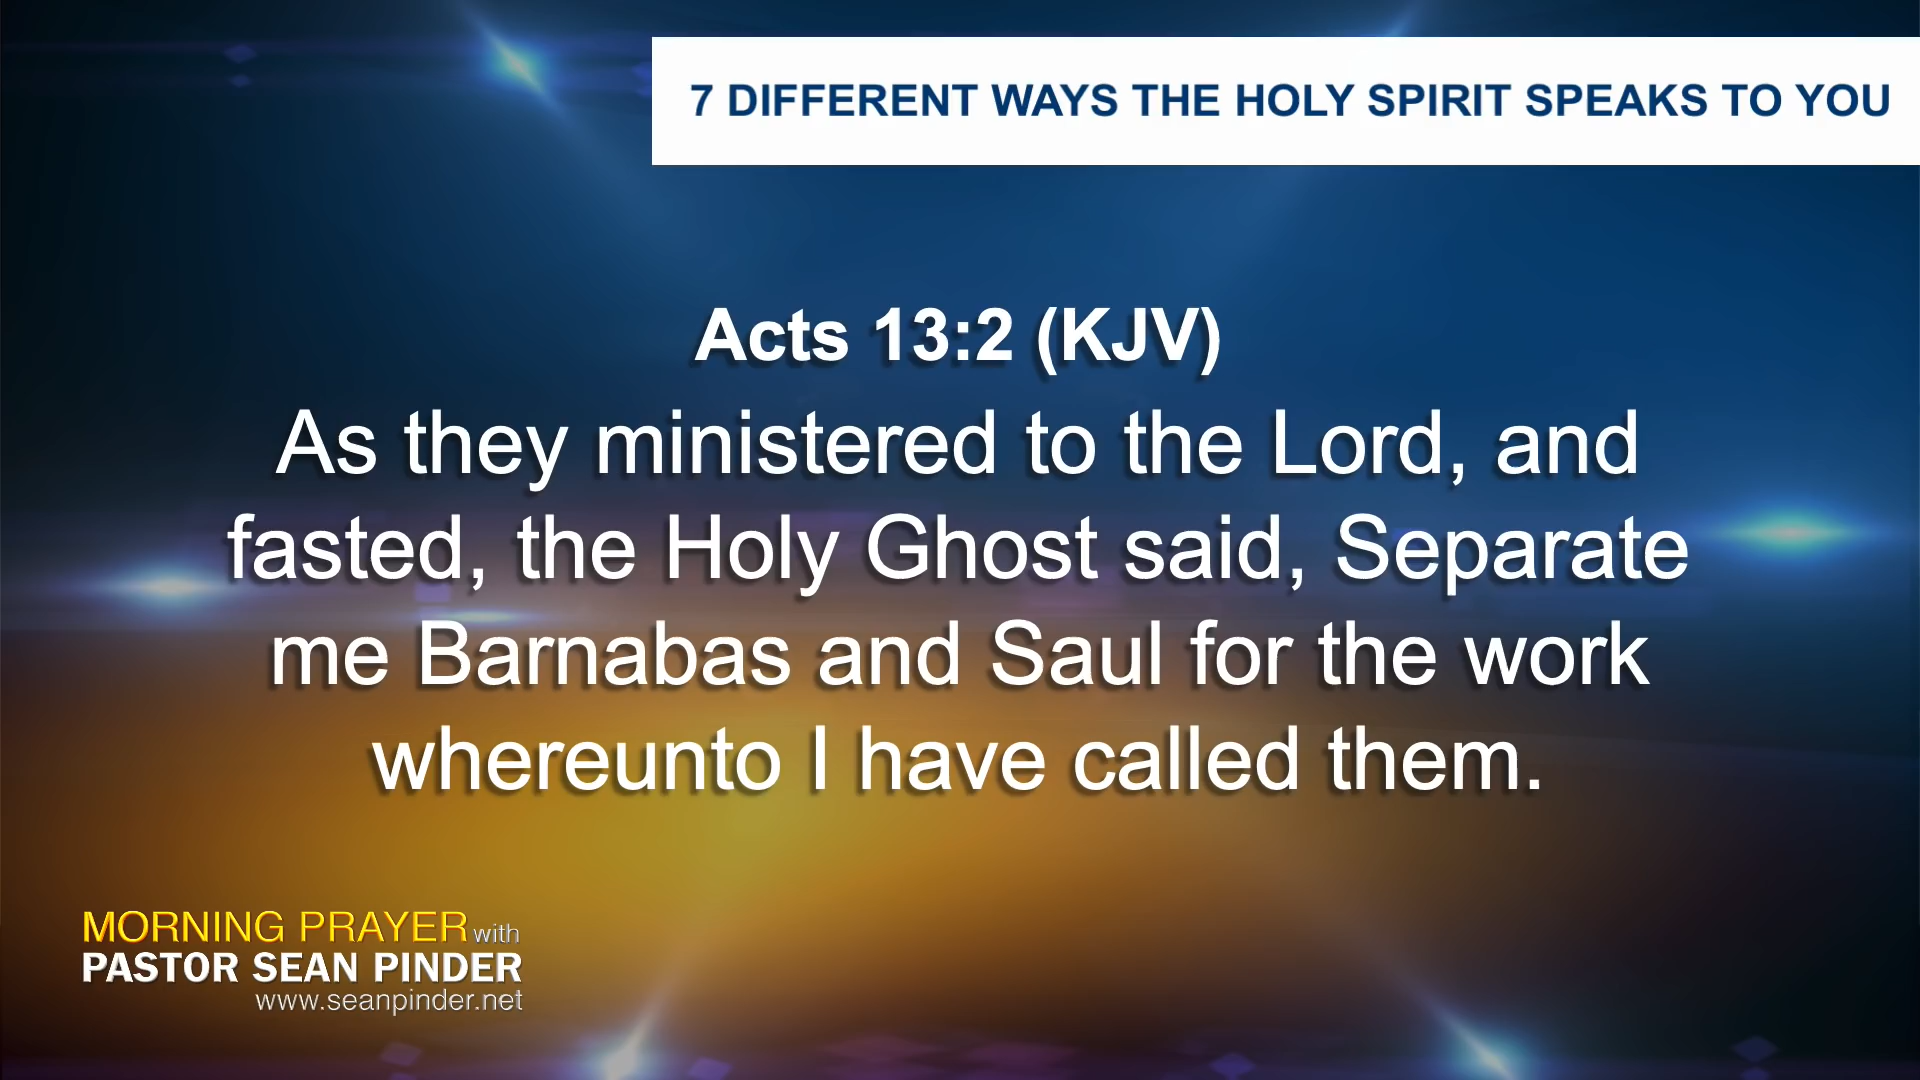 7 DIFFERENT WAYS THE HOLY SPIRIT SPEAKS TO YOU
Acts 13:2 (KJV)
As they ministered to the Lord, and
fasted, the Holy Ghost said, Separate
me Barnabas and Saul for the work
whereunto I have called them.
MORNING PRAYER with
PASTOR SEAN PINDER
www.seanpinder.net